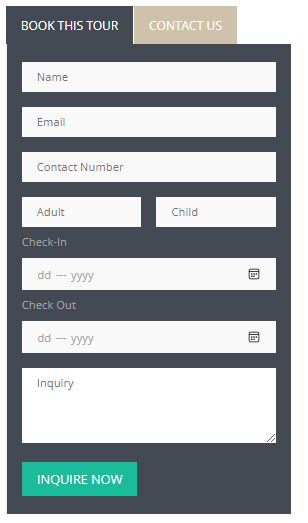 BOOK THIS TOUR CONTACT US
Name
Email
Contact Number
Adult Child
Check-In
dd --- yyyy
Check Out
dd --- yyyy
Inquiry
INQUIRE NOW